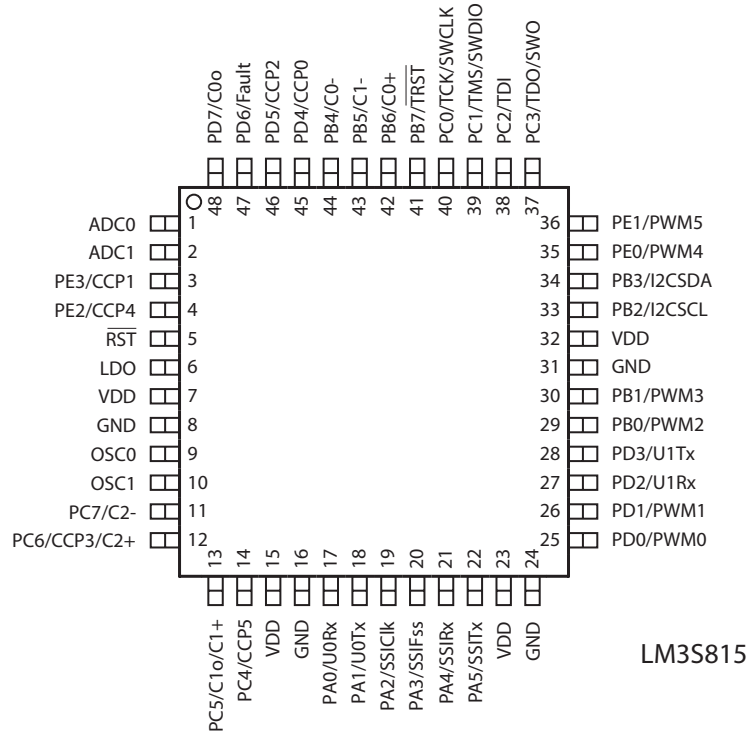 PD7/C0o
PD6/Fault
PD5/CCP2
PD4/CCP0
PB4/C0-
PB5/C1-
PB6/C0+
PB7/TRST
PC0/TCK/SWCLK
PC1/TMS/SWDIO
PC2/TDI
PC3/TDO/SWO
48
47
46
45
44
43
42
41
40
39
38
37
ADC0 1
ADC1 2
PE3/CCP1 3
PE2/CCP4 4
RST 5
LDO 6
VDD 7
GND 8
OSC0 9
OSC1 10
PC7/C2- 11
PC6/CCP3/C2+ 12
36 PE1/PWM5
35 PE0/PWM4
34 PB3/I2CSDA
33 PB2/I2CSCL
32 VDD
31 GND
30 PB1/PWM3
29 PB0/PWM2
28 PD3/U1Tx
27 PD2/U1Rx
26 PD1/PWM1
25 PD0/PWM0
13
14
15
16
17
18
19
20
21
22
23
24
PC5/C1o/C1+
PC4/CCP5
VDD
GND
PA0/U0Rx
PA1/U0Tx
PA2/SSIClk
PA3/SSIFss
PA4/SSIRx
PA5/SSITx
VDD
GND
LM3S815